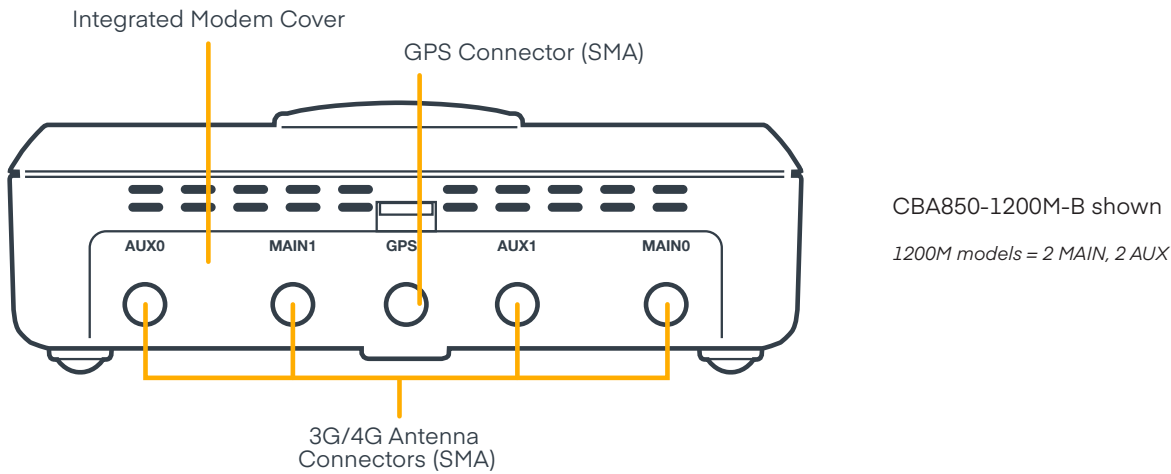 Integrated Modem Cover
GPS Connector (SMA)
CBA850-1200M-B shown
1200M models = 2 MAIN, 2 AUX
AUX0 MAIN1 GPS AUX1 MAIN0
3G/4G Antenna
Connectors (SMA)